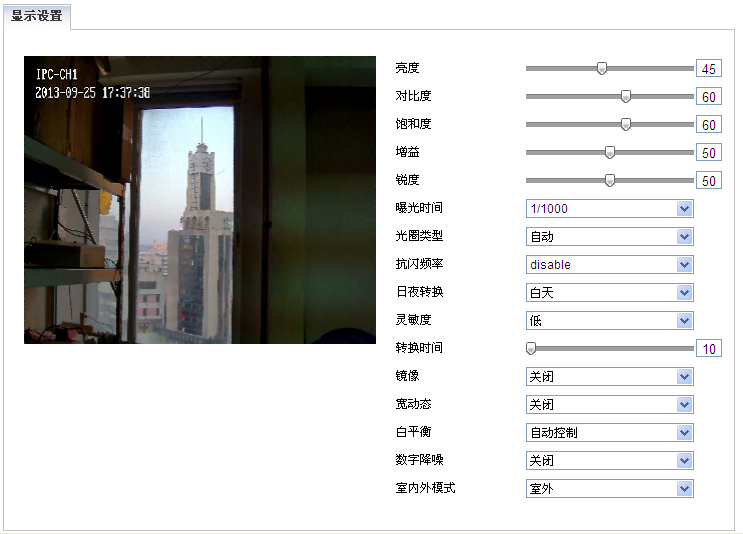 显示设置
IPC-CH1
2013-09-25 17:37:38
亮度 45
对比度 60
饱和度 60
增益 50
锐度 50
曝光时间 1/1000
光圈类型 自动
抗闪频率 disable
日夜转换 白天
灵敏度 低
转换时间 10
镜像 关闭
宽动态 关闭
白平衡 自动控制
数字降噪 关闭
室内外模式 室外